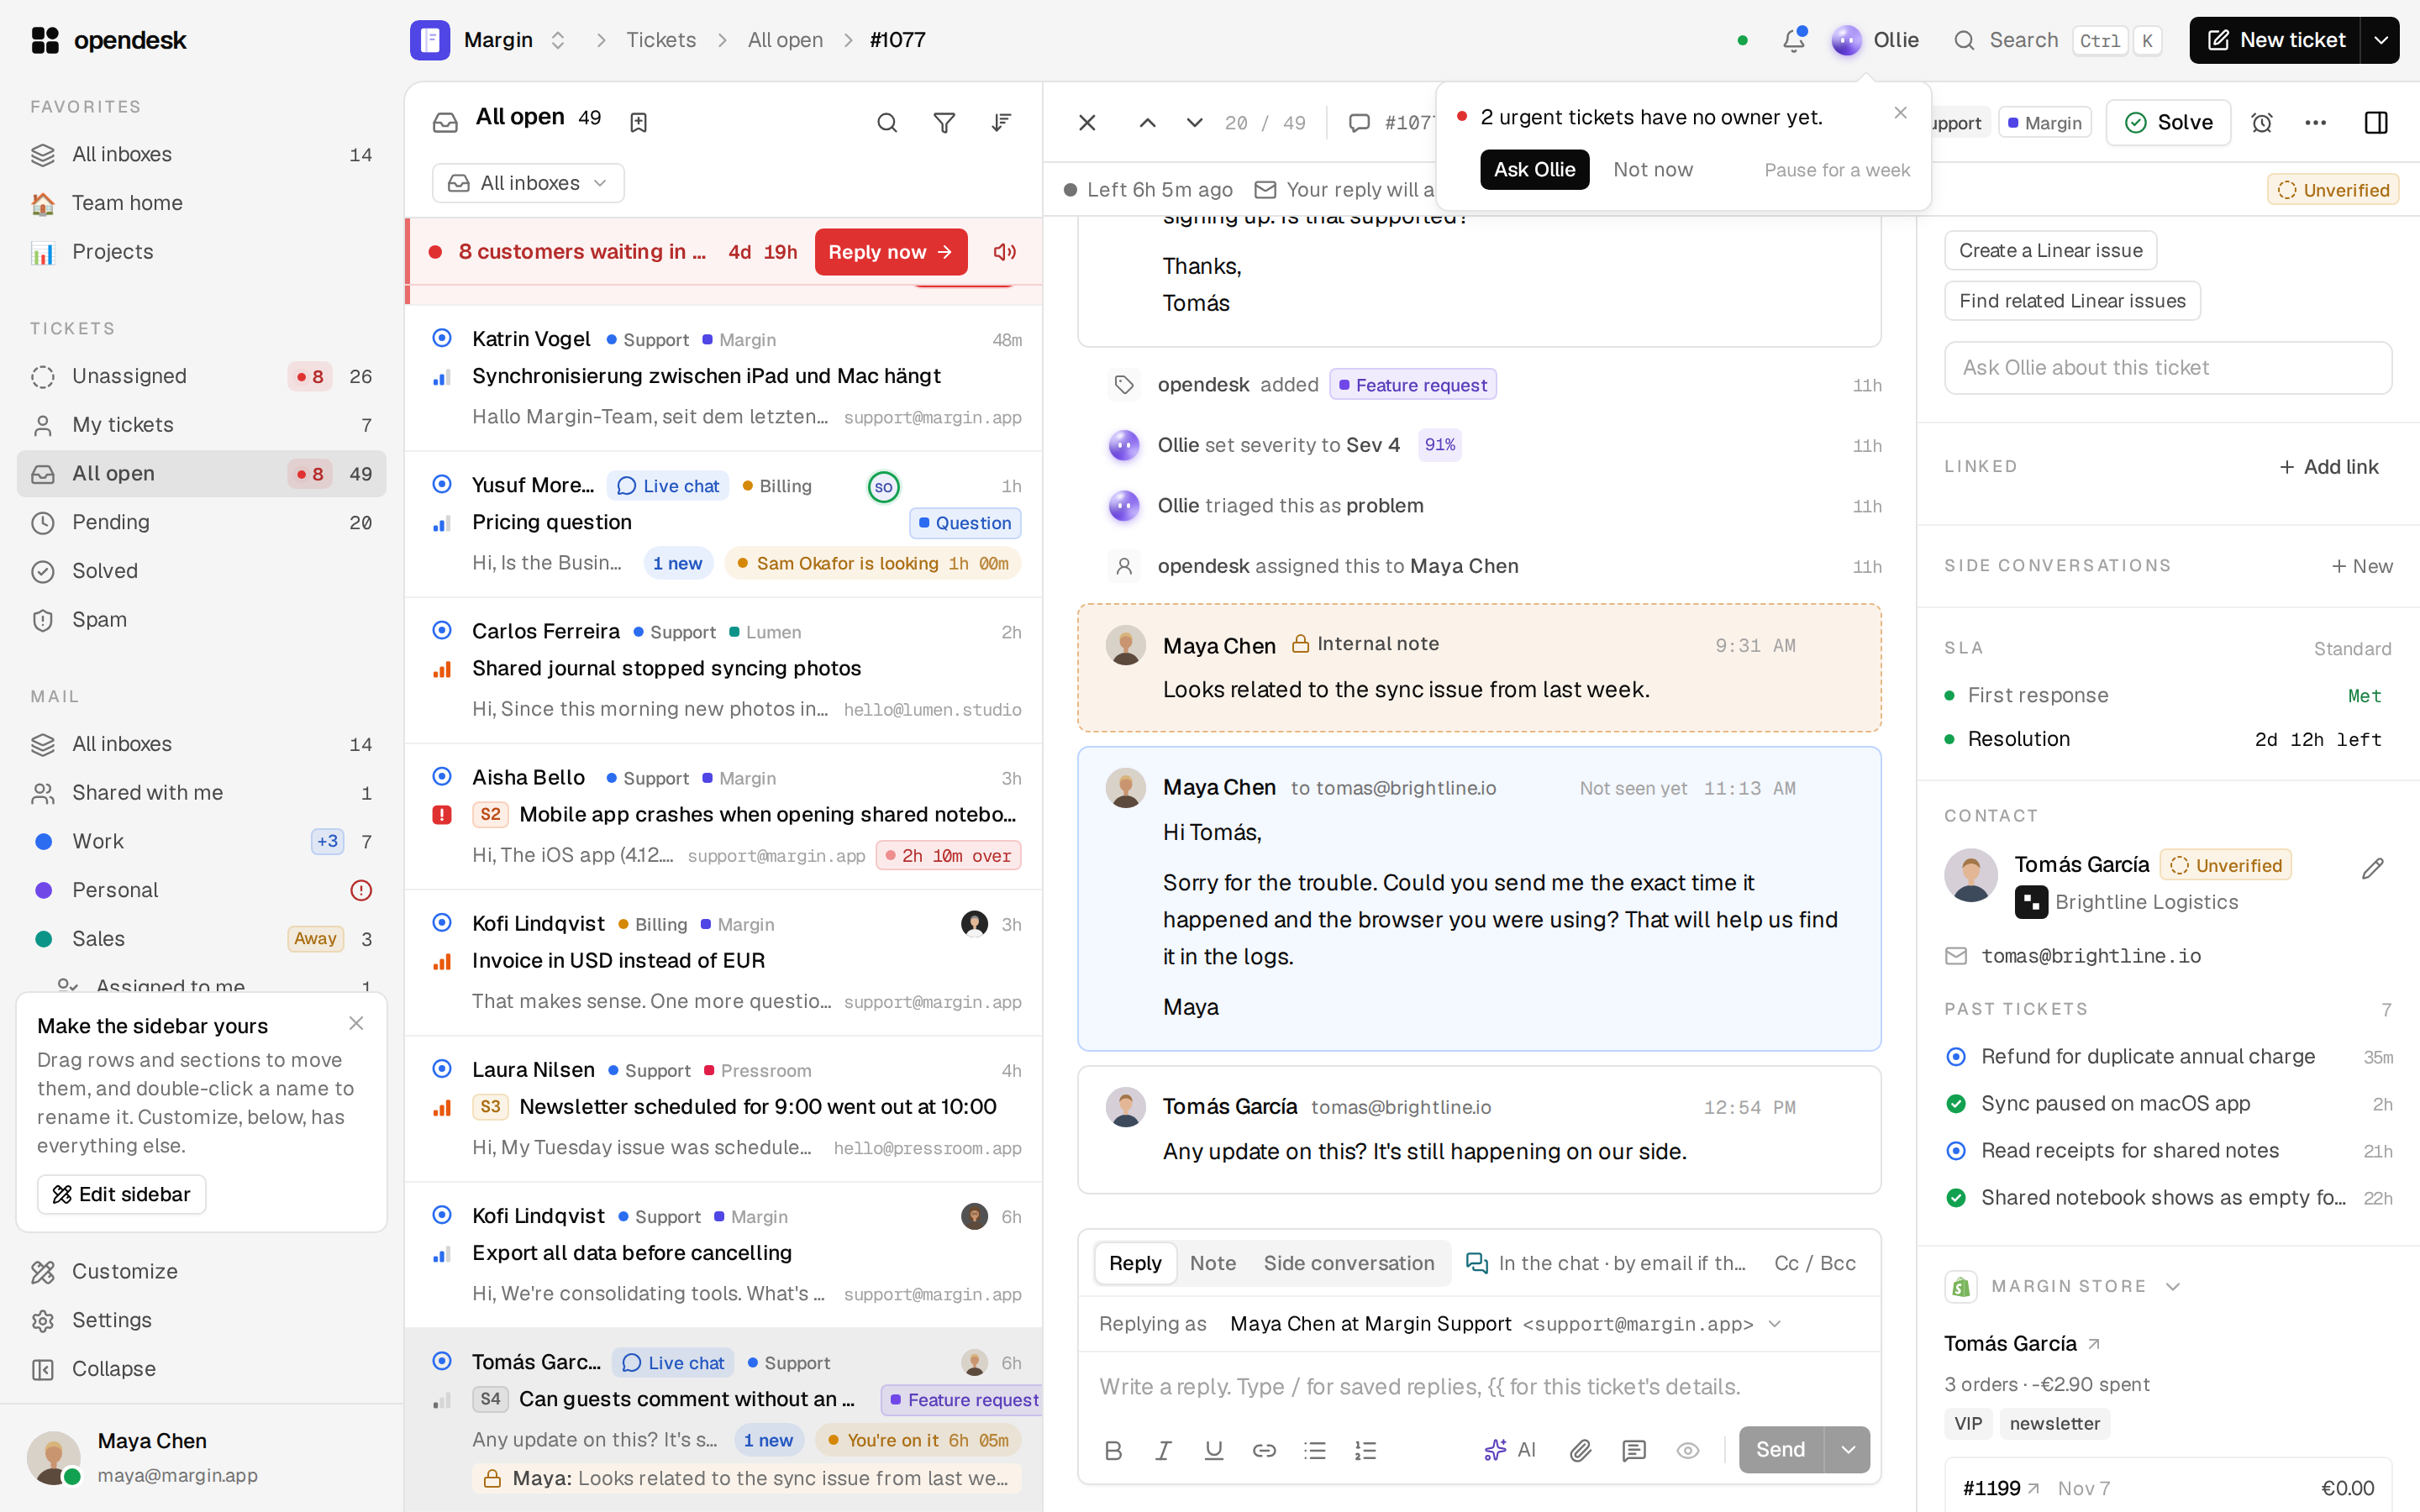 opendesk
Margin
Tickets
All open
#1077
Ollie
Search
Ctrl
K
New ticket
FAVORITES
All inboxes
14
Team home
Projects
TICKETS
Unassigned
8
26
My tickets
7
All open
8
49
Pending
20
Solved
Spam
MAIL
All inboxes
14
Shared with me
1
Work
+3
7
Personal
Sales
Away
3
Assigned to me
1
Make the sidebar yours
Drag rows and sections to move
them, and double-click a name to
rename it. Customize, below, has
everything else.
Edit sidebar
Customize
Settings
Collapse
Maya Chen
maya@margin.app
All open 49
All inboxes
8 customers waiting in ...
4d 19h
Reply now
Katrin Vogel
Support
Margin
48m
Synchronisierung zwischen iPad und Mac hängt
Hallo Margin-Team, seit dem letzten...
support@margin.app
Yusuf More...
Live chat
Billing
SO
1h
Pricing question
Question
Hi, Is the Busin...
1 new
Sam Okafor is looking 1h 00m
Carlos Ferreira
Support
Lumen
2h
Shared journal stopped syncing photos
Hi, Since this morning new photos in...
hello@lumen.studio
Aisha Bello
Support
Margin
3h
S2
Mobile app crashes when opening shared notebo...
Hi, The iOS app (4.12....
support@margin.app
2h 10m over
Kofi Lindqvist
Billing
Margin
3h
Invoice in USD instead of EUR
That makes sense. One more questio...
support@margin.app
Laura Nilsen
Support
Pressroom
4h
S3
Newsletter scheduled for 9:00 went out at 10:00
Hi, My Tuesday issue was schedule...
hello@pressroom.app
Kofi Lindqvist
Support
Margin
6h
Export all data before cancelling
Hi, We're consolidating tools. What's ...
support@margin.app
Tomás Garc...
Live chat
Support
6h
S4
Can guests comment without an ...
Feature request
Any update on this? It's s...
1 new
You're on it 6h 05m
Maya: Looks related to the sync issue from last we...
20 / 49
#1077
2 urgent tickets have no owner yet.
Ask Ollie
Not now
Pause for a week
Margin
Solve
Left 6h 5m ago
Your reply will a
Unverified
signing up. Is that supported?
Thanks,
Tomás
opendesk added
Feature request
11h
Ollie set severity to Sev 4
91%
11h
Ollie triaged this as problem
11h
opendesk assigned this to Maya Chen
11h
Maya Chen
Internal note
9:31 AM
Looks related to the sync issue from last week.
Maya Chen
to tomas@brightline.io
Not seen yet
11:13 AM
Hi Tomás,
Sorry for the trouble. Could you send me the exact time it
happened and the browser you were using? That will help us find
it in the logs.
Maya
Tomás García
tomas@brightline.io
12:54 PM
Any update on this? It's still happening on our side.
Reply
Note
Side conversation
In the chat · by email if th...
Cc / Bcc
Replying as
Maya Chen at Margin Support <support@margin.app>
Write a reply. Type / for saved replies, {{ for this ticket's details.
AI
Send
Create a Linear issue
Find related Linear issues
Ask Ollie about this ticket
LINKED
Add link
SIDE CONVERSATIONS
New
SLA
Standard
First response
Met
Resolution
2d 12h left
CONTACT
Tomás García
Unverified
Brightline Logistics
tomas@brightline.io
PAST TICKETS
7
Refund for duplicate annual charge
35m
Sync paused on macOS app
2h
Read receipts for shared notes
21h
Shared notebook shows as empty fo...
22h
MARGIN STORE
Tomás García
3 orders · -€2.90 spent
VIP
newsletter
#1199
Nov 7
€0.00